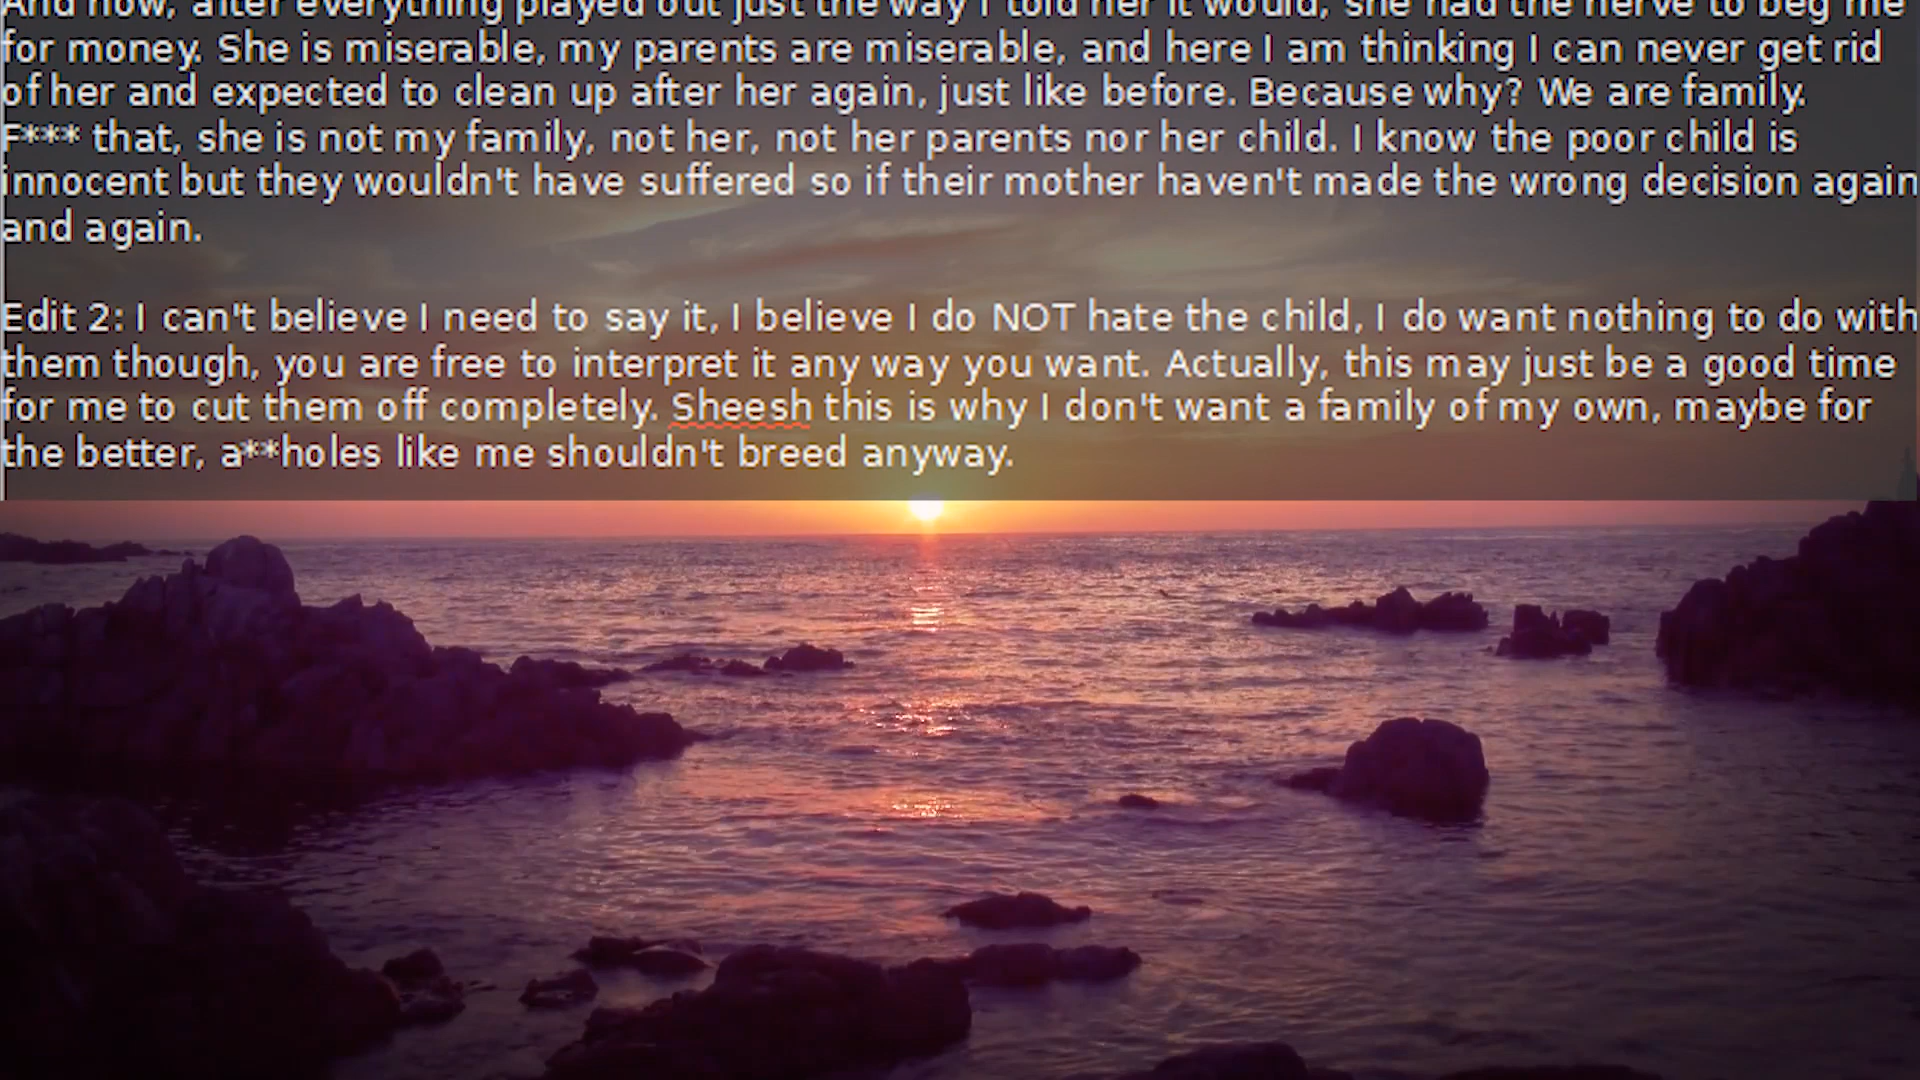 And now, after everything played out just the way I told her it would, she had the nerve to beg me
for money. She is miserable, my parents are miserable, and here I am thinking I can never get rid
of her and expected to clean up after her again, just like before. Because why? We are family.
F*** that, she is not my family, not her, not her parents nor her child. I know the poor child is
innocent but they wouldn't have suffered so if their mother haven't made the wrong decision again
and again.
Edit 2: I can't believe I need to say it, I believe I do NOT hate the child, I do want nothing to do with
them though, you are free to interpret it any way you want. Actually, this may just be a good time
for me to cut them off completely. Sheesh this is why I don't want a family of my own, maybe for
the better, a**holes like me shouldn't breed anyway.